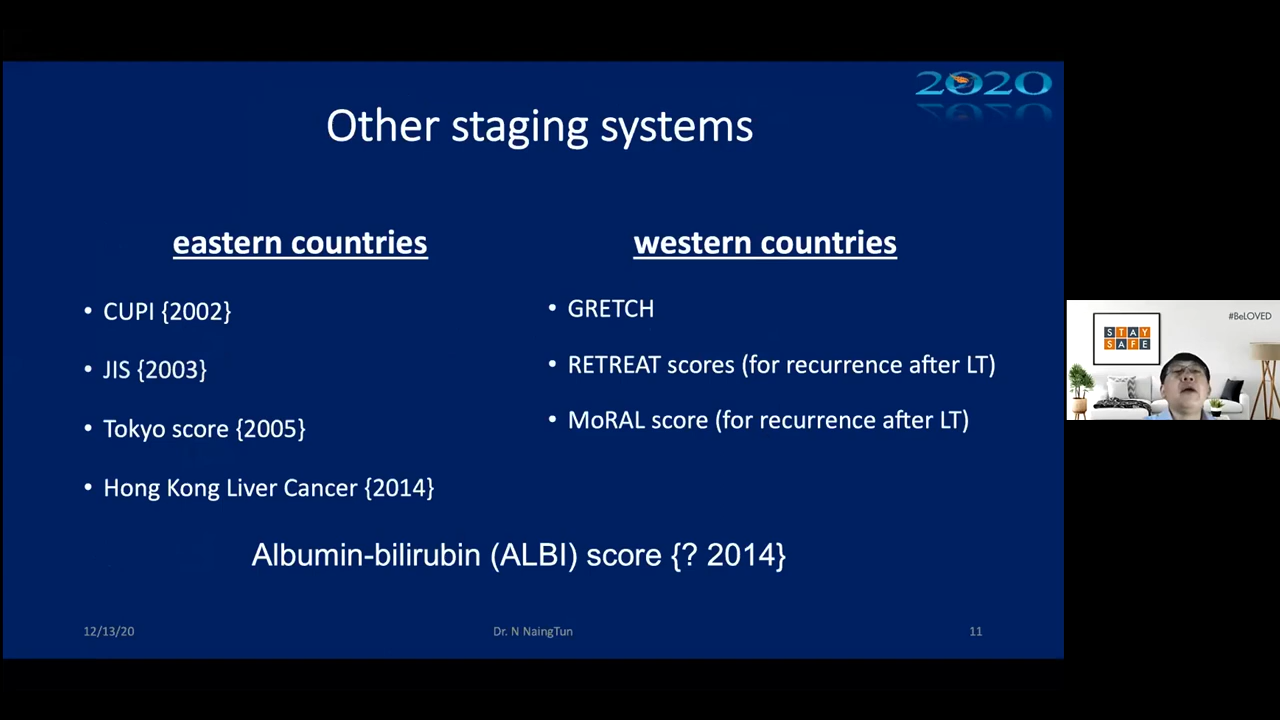 2020
Other staging systems
eastern countries
• CUPI {2002}
• JIS {2003}
• Tokyo score {2005}
• Hong Kong Liver Cancer {2014}
western countries
• GRETCH
• RETREAT scores (for recurrence after LT)
• MoRAL score (for recurrence after LT)
Albumin-bilirubin (ALBI) score {? 2014}
12/13/20
Dr. N NaingTun
11
#BeLOVED
STAY
SAFE